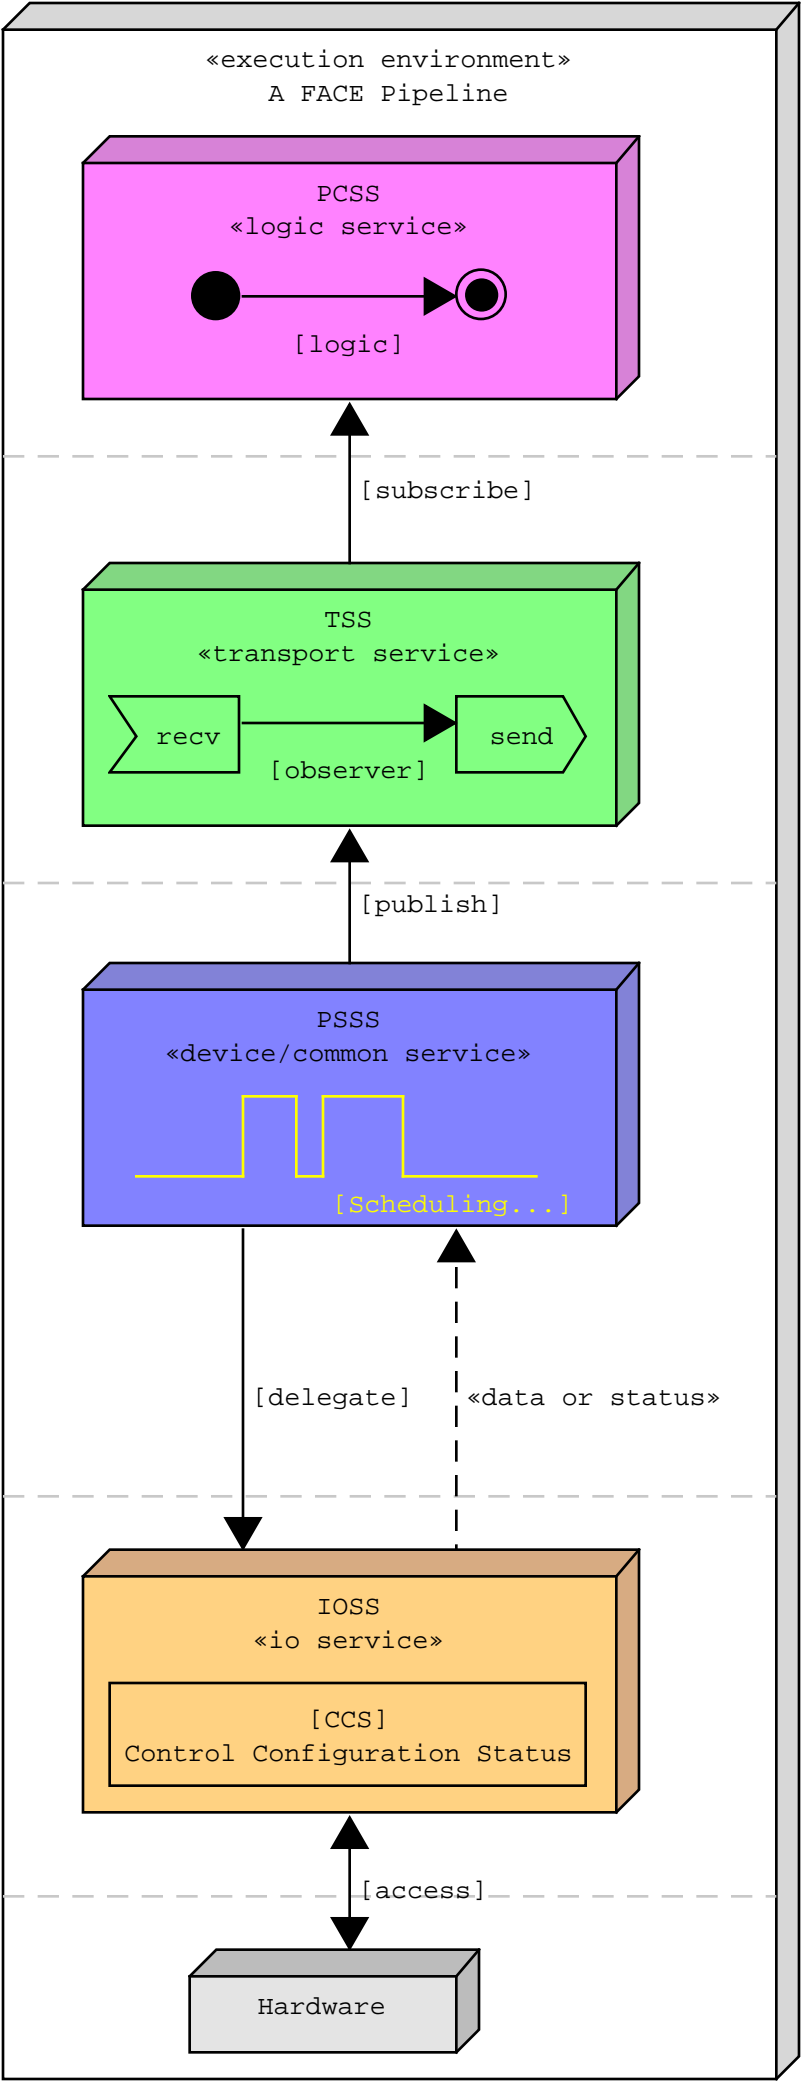 «execution environment»
A FACE Pipeline
PCSS
«logic service»
[logic]
[subscribe]
TSS
«transport service»
recv
send
[observer]
[publish]
PSSS
«device/common service»
[Scheduling...]
[delegate]
«data or status»
IOSS
«io service»
[CCS]
Control Configuration Status
[access]
Hardware